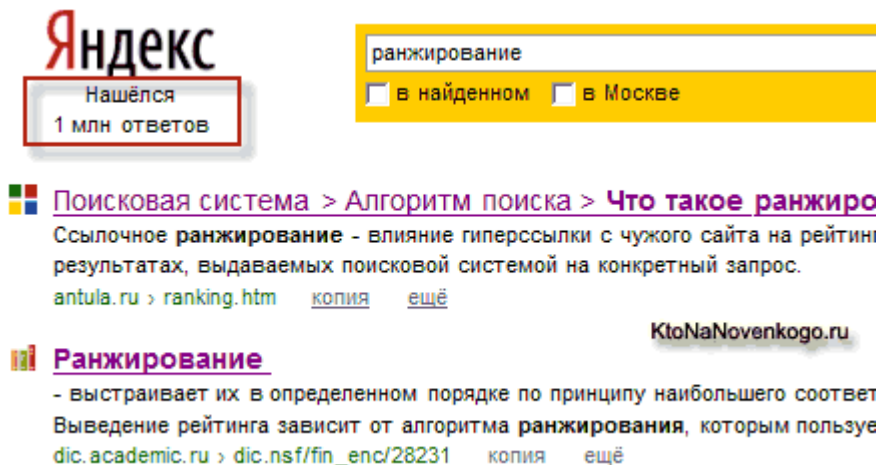 Яндекс
ранжирование
Нашёлся
1 млн ответов
в найденном в Москве
Поисковая система > Алгоритм поиска > Что такое ранжиро
Ссылочное ранжирование - влияние гиперссылки с чужого сайта на рейтинг
результатах, выдаваемых поисковой системой на конкретный запрос.
antula.ru › ranking.htm копия ещё
KtoNaNovenkogo.ru
Ранжирование
- выстраивает их в определенном порядке по принципу наибольшего соответ
Выведение рейтинга зависит от алгоритма ранжирования, которым пользуе
dic.academic.ru › dic.nsf/fin_enc/28231 копия ещё